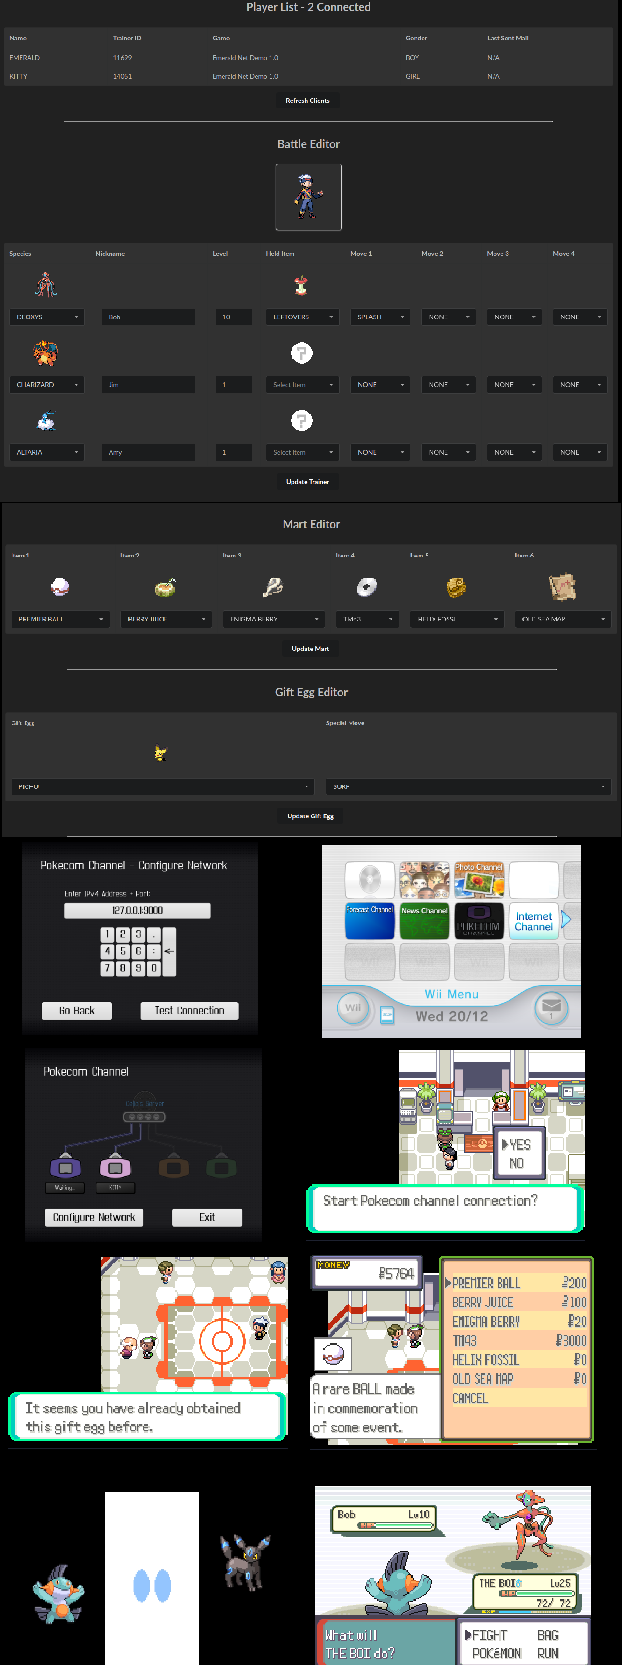 Player List - 2 Connected
Name Trainer ID Game Gender Last Sent Mail
EMERALD 11629 Emerald Net Demo 1.0 BOY N/A
KITTY 14051 Emerald Net Demo 1.0 GIRL N/A
Refresh Clients
Battle Editor
Species Nickname Level Held Item Move 1 Move 2 Move 3 Move 4
DEOXYS Bob 10 LEFTOVERS SPLASH NONE NONE NONE
CHARIZARD Jim 1 Select Item NONE NONE NONE NONE
ALTARIA Amy 1 Select Item NONE NONE NONE NONE
Update Trainer
Mart Editor
Item 1 Item 2 Item 3 Item 4 Item 5 Item 6
PREMIER BALL BERRY JUICE ENIGMA BERRY TM43 HELIX FOSSIL OLD SEA MAP
Update Mart
Gift Egg Editor
Gift Egg Special Move
PICHU SURF
Update Gift Egg
Pokecom Channel - Configure Network
Enter IPv4 Address + Port:
127.0.0.1:9000
1 2 3 .
4 5 6 : ←
7 8 9 0
Go Back Test Connection
Photo Channel
Forecast Channel News Channel POKECOM CHANNEL Internet Channel
Wii Menu
Wii Wed 20/12 1
Pokecom Channel
Waiting..
Configure Network Exit
▶YES
NO
Start Pokecom channel connection?
It seems you have already obtained
this gift egg before.
MONEY
₽5764
▶PREMIER BALL ₽200
BERRY JUICE ₽100
ENIGMA BERRY ₽20
TM43 ₽3000
HELIX FOSSIL ₽0
OLD SEA MAP ₽0
CANCEL
A rare BALL made
in commemoration
of some event.
Bob Lv10
THE BOI♂ Lv25
72/ 72
EXP
What will
THE BOI do?
▶FIGHT BAG
POKéMON RUN